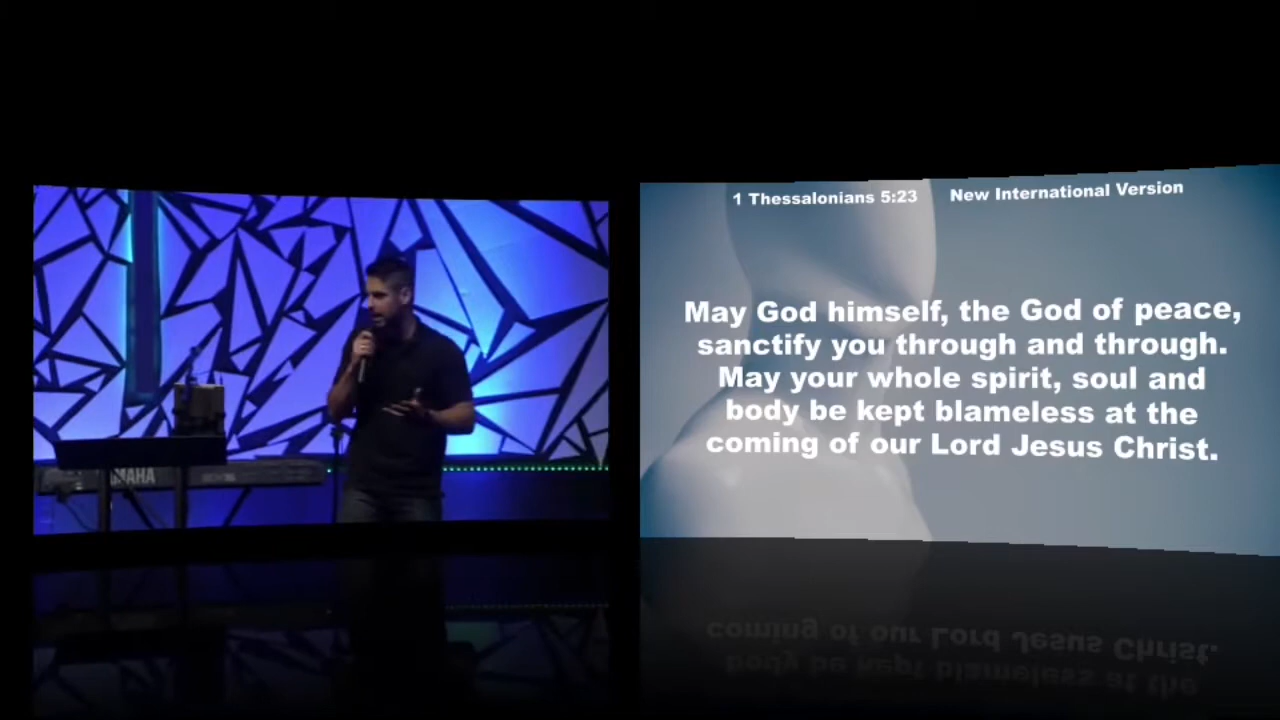 1 Thessalonians 5:23 New International Version
May God himself, the God of peace,
sanctify you through and through.
May your whole spirit, soul and
body be kept blameless at the
coming of our Lord Jesus Christ.
YAMAHA